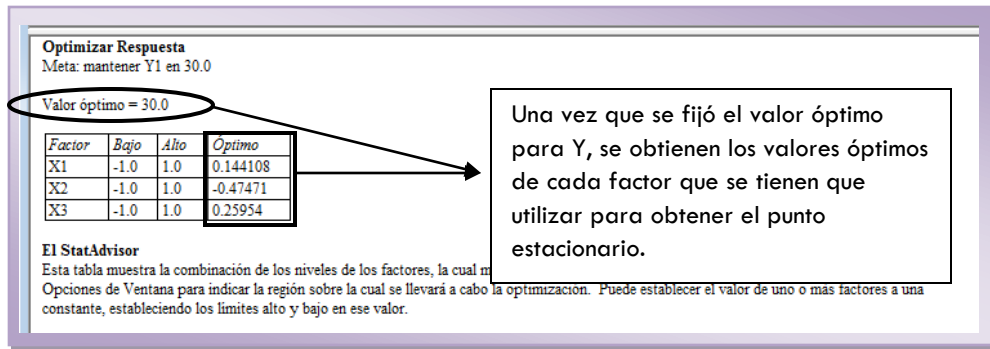 Optimizar Respuesta
Meta: mantener Y1 en 30.0
Valor óptimo = 30.0
Factor Bajo Alto Óptimo
X1 -1.0 1.0 0.144108
X2 -1.0 1.0 -0.47471
X3 -1.0 1.0 0.25954
El StatAdvisor
Esta tabla muestra la combinación de los niveles de los factores, la cual m
Opciones de Ventana para indicar la región sobre la cual se llevará a cabo la optimización. Puede establecer el valor de uno o más factores a una
constante, estableciendo los límites alto y bajo en ese valor.
Una vez que se fijó el valor óptimo
para Y, se obtienen los valores óptimos
de cada factor que se tienen que
utilizar para obtener el punto
estacionario.